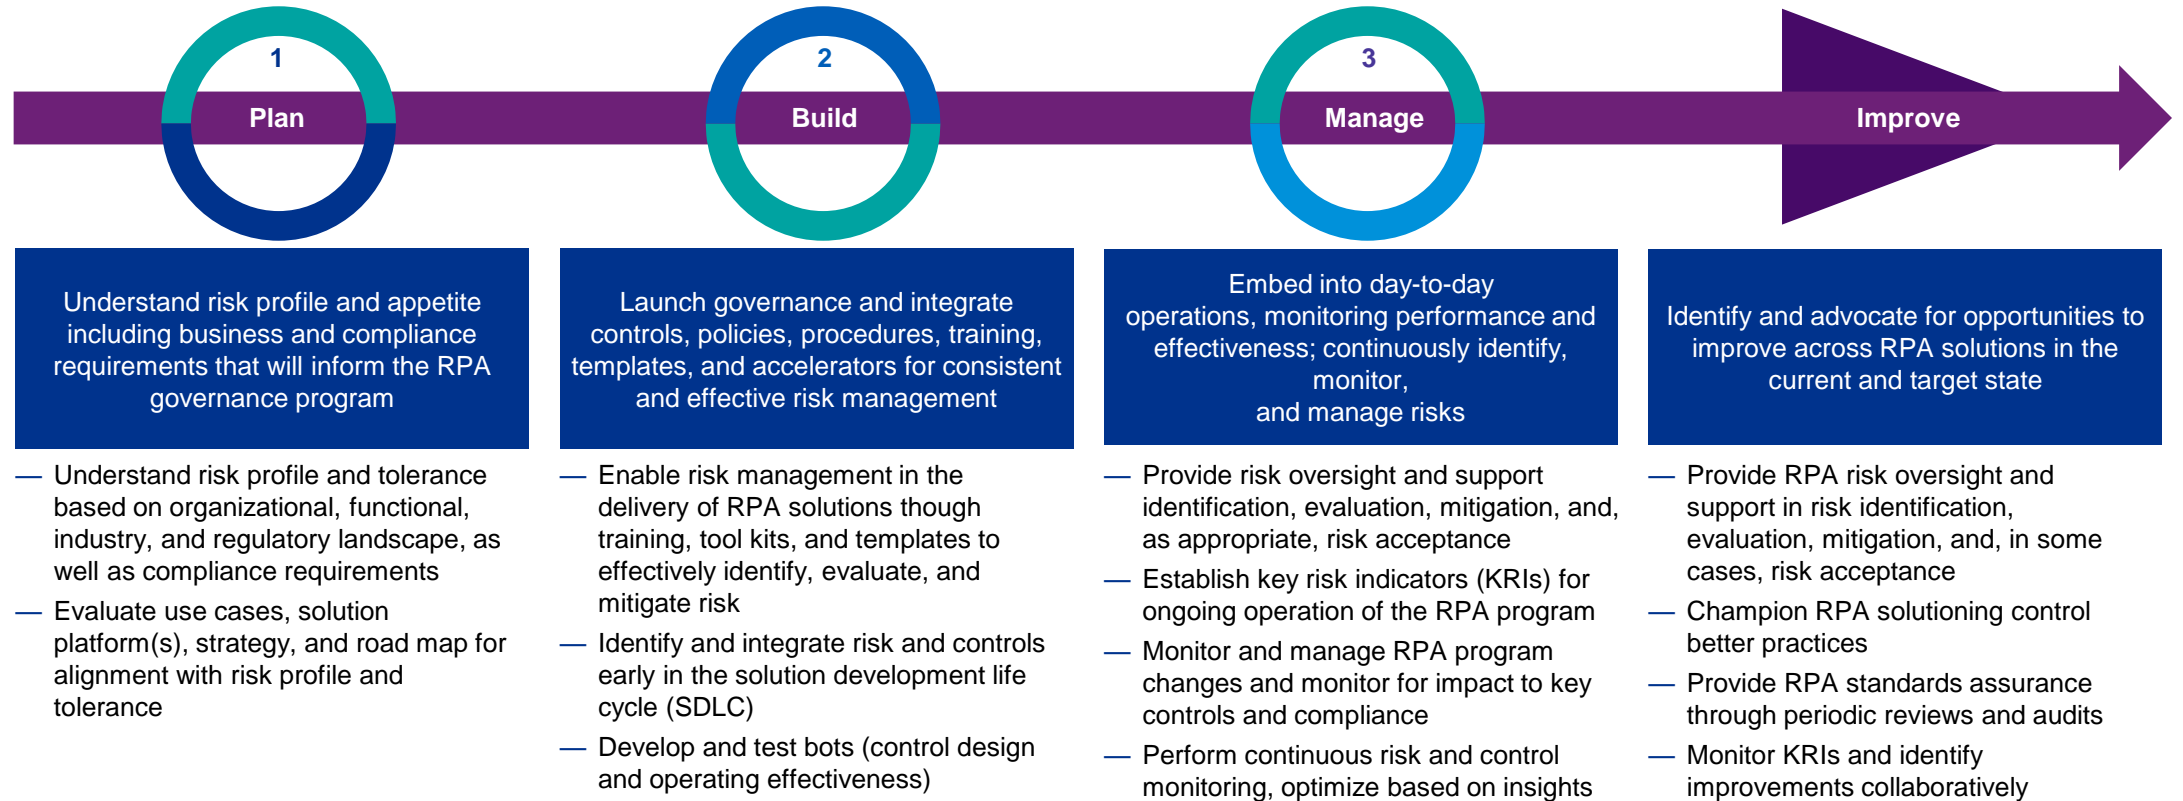 1
Plan
2
Build
3
Manage
Improve
Understand risk profile and appetite
including business and compliance
requirements that will inform the RPA
governance program
Launch governance and integrate
controls, policies, procedures, training,
templates, and accelerators for consistent
and effective risk management
Embed into day-to-day
operations, monitoring performance and
effectiveness; continuously identify,
monitor,
and manage risks
Identify and advocate for opportunities to
improve across RPA solutions in the
current and target state
— Understand risk profile and tolerance
based on organizational, functional,
industry, and regulatory landscape, as
well as compliance requirements
— Evaluate use cases, solution
platform(s), strategy, and road map for
alignment with risk profile and
tolerance
— Enable risk management in the
delivery of RPA solutions though
training, tool kits, and templates to
effectively identify, evaluate, and
mitigate risk
— Identify and integrate risk and controls
early in the solution development life
cycle (SDLC)
— Develop and test bots (control design
and operating effectiveness)
— Provide risk oversight and support
identification, evaluation, mitigation, and,
as appropriate, risk acceptance
— Establish key risk indicators (KRIs) for
ongoing operation of the RPA program
— Monitor and manage RPA program
changes and monitor for impact to key
controls and compliance
— Perform continuous risk and control
monitoring, optimize based on insights
— Provide RPA risk oversight and
support in risk identification,
evaluation, mitigation, and, in some
cases, risk acceptance
— Champion RPA solutioning control
better practices
— Provide RPA standards assurance
through periodic reviews and audits
— Monitor KRIs and identify
improvements collaboratively